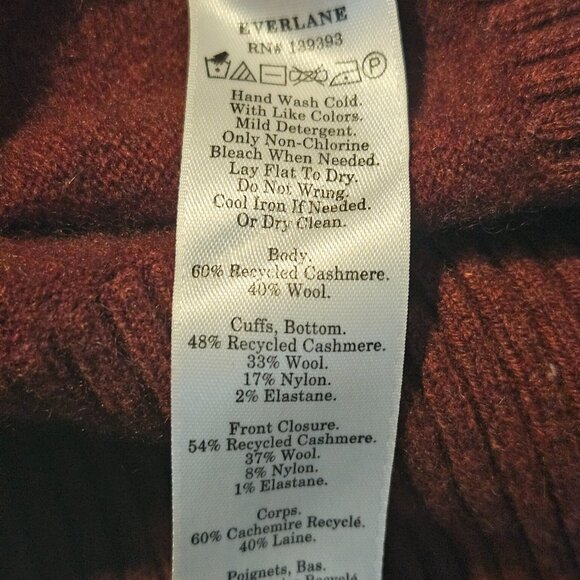 EVERLANE
RN# 139393
P
Hand Wash Cold.
With Like Colors.
Mild Detergent.
Only Non-Chlorine
Bleach When Needed.
Lay Flat To Dry.
Do Not Wring.
Cool Iron If Needed.
Or Dry Clean.
Body.
60% Recycled Cashmere.
40% Wool.
Cuffs, Bottom.
48% Recycled Cashmere.
33% Wool.
17% Nylon.
2% Elastane.
Front Closure.
54% Recycled Cashmere.
37% Wool.
8% Nylon.
1% Elastane.
Corps.
60% Cachemire Recyclé.
40% Laine.
Poignets, Bas.